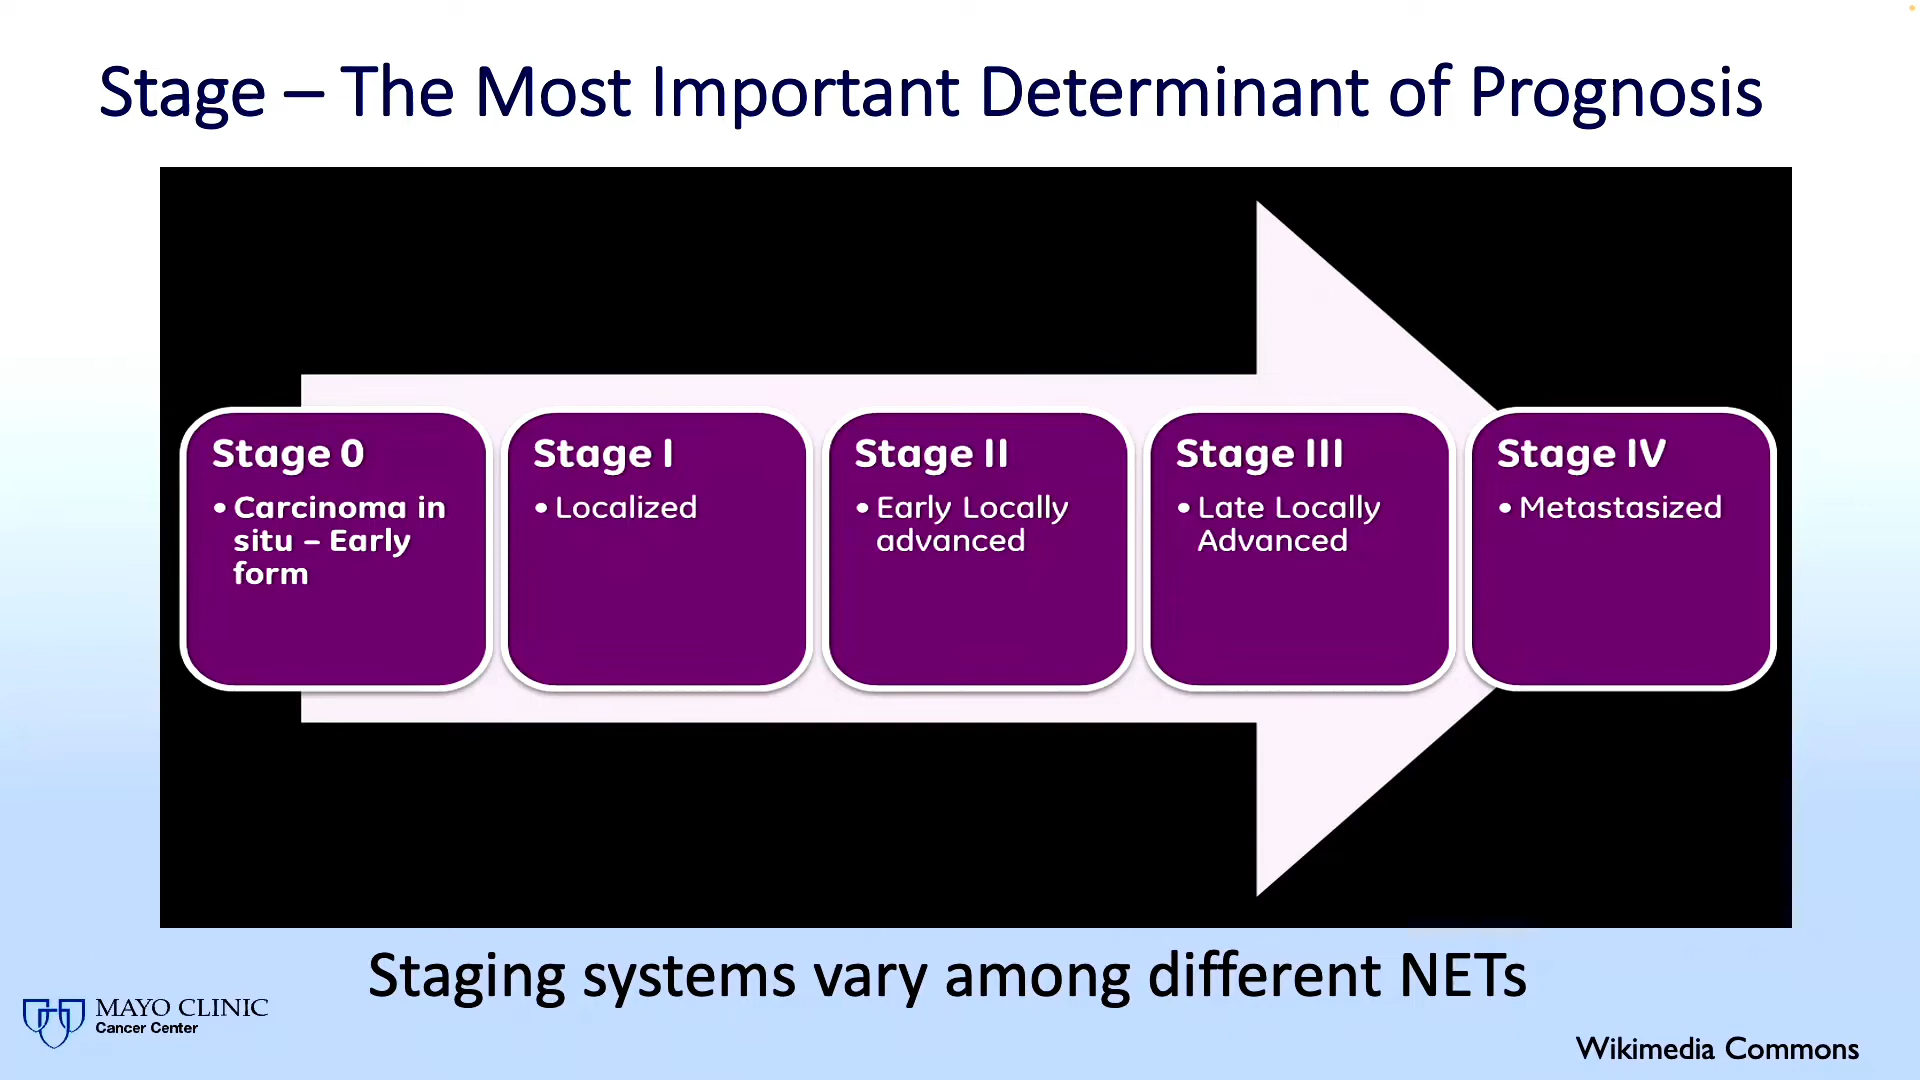 Stage – The Most Important Determinant of Prognosis
Stage 0
• Carcinoma in
situ – Early
form
Stage I
• Localized
Stage II
• Early Locally
advanced
Stage III
• Late Locally
Advanced
Stage IV
• Metastasized
Staging systems vary among different NETs
MAYO CLINIC
Cancer Center
Wikimedia Commons